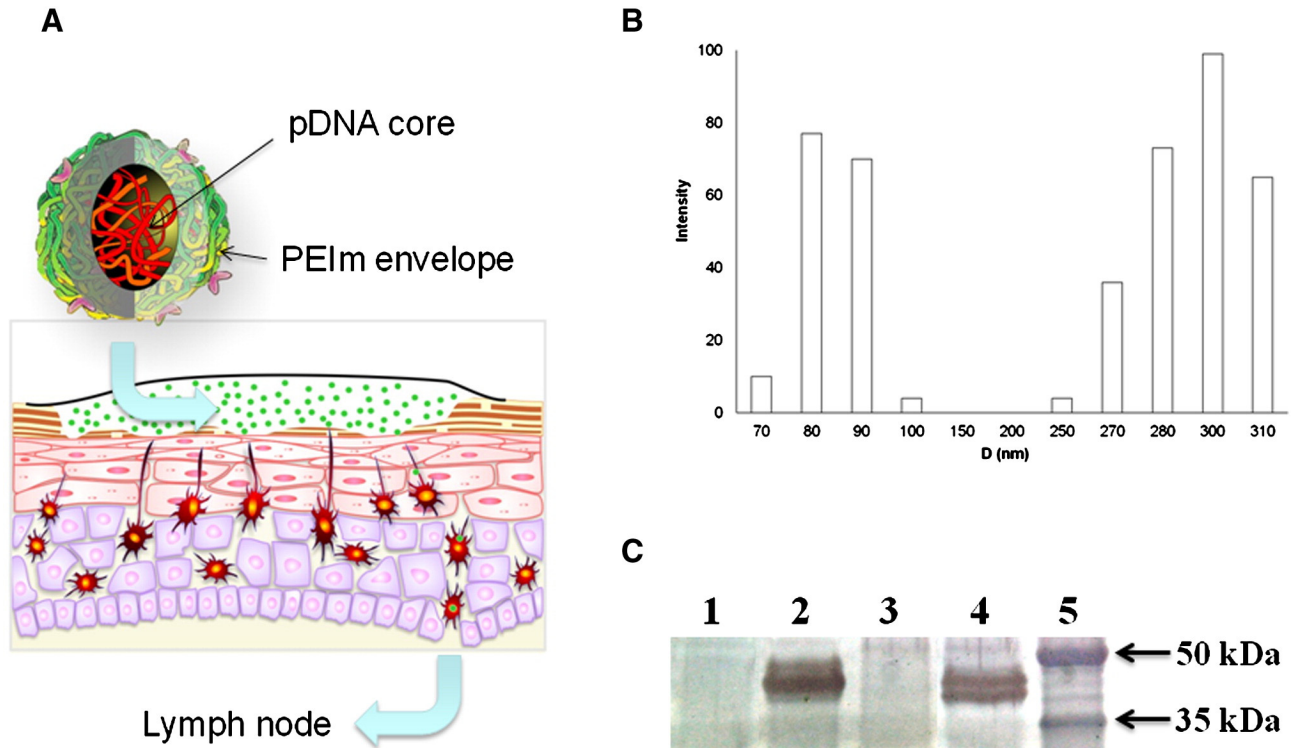 A
pDNA core
PEIm envelope
Lymph node
B
100
80
60
40
20
0
Intensity
70 80 90 100 150 200 250 270 280 300 310
D (nm)
C
1 2 3 4 5
50 kDa
35 kDa